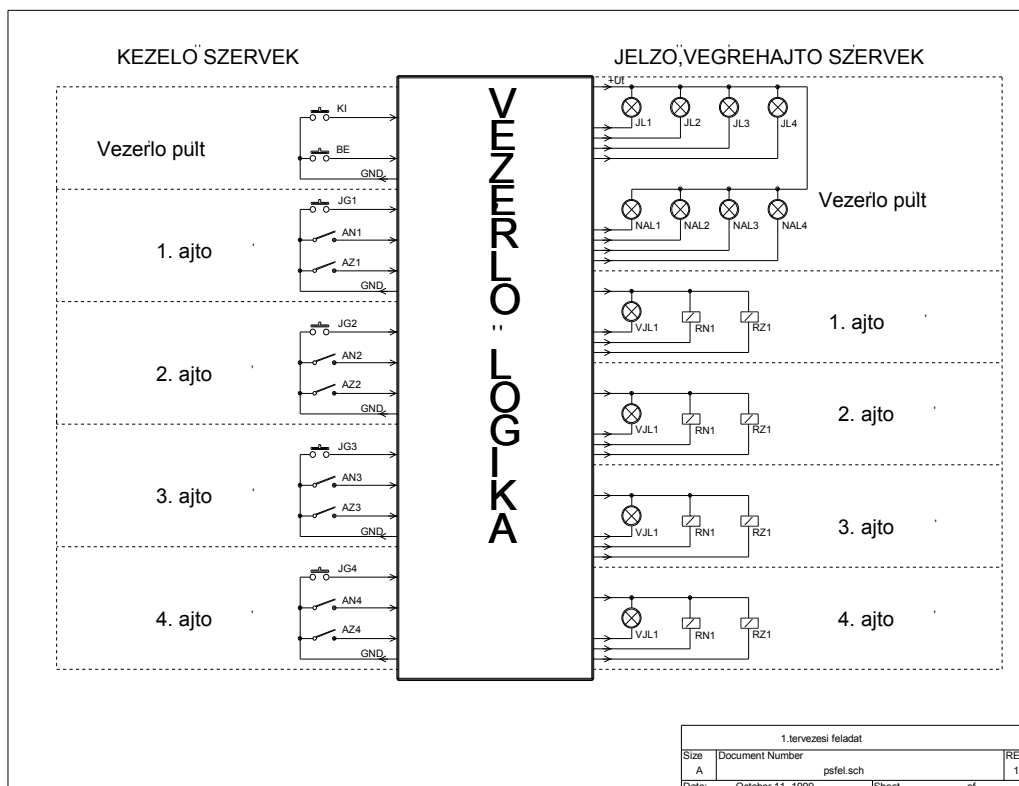 KEZELO" SZERVEK
JELZO",VEGREHAJTO SZERVEK
VEZERLO" LOGIKA
Vezerlo pult
KI
BE
GND
1. ajto
JG1
AN1
AZ1
GND
2. ajto
JG2
AN2
AZ2
GND
3. ajto
JG3
AN3
AZ3
GND
4. ajto
JG4
AN4
AZ4
GND
+Ut
JL1 JL2 JL3 JL4
Vezerlo pult
NAL1 NAL2 NAL3 NAL4
1. ajto
VJL1 RN1 RZ1
2. ajto
VJL1 RN1 RZ1
3. ajto
VJL1 RN1 RZ1
4. ajto
VJL1 RN1 RZ1
1.tervezesi feladat
Size Document Number RE
A psfel.sch 1
Date: October 11, 1999 Sheet of